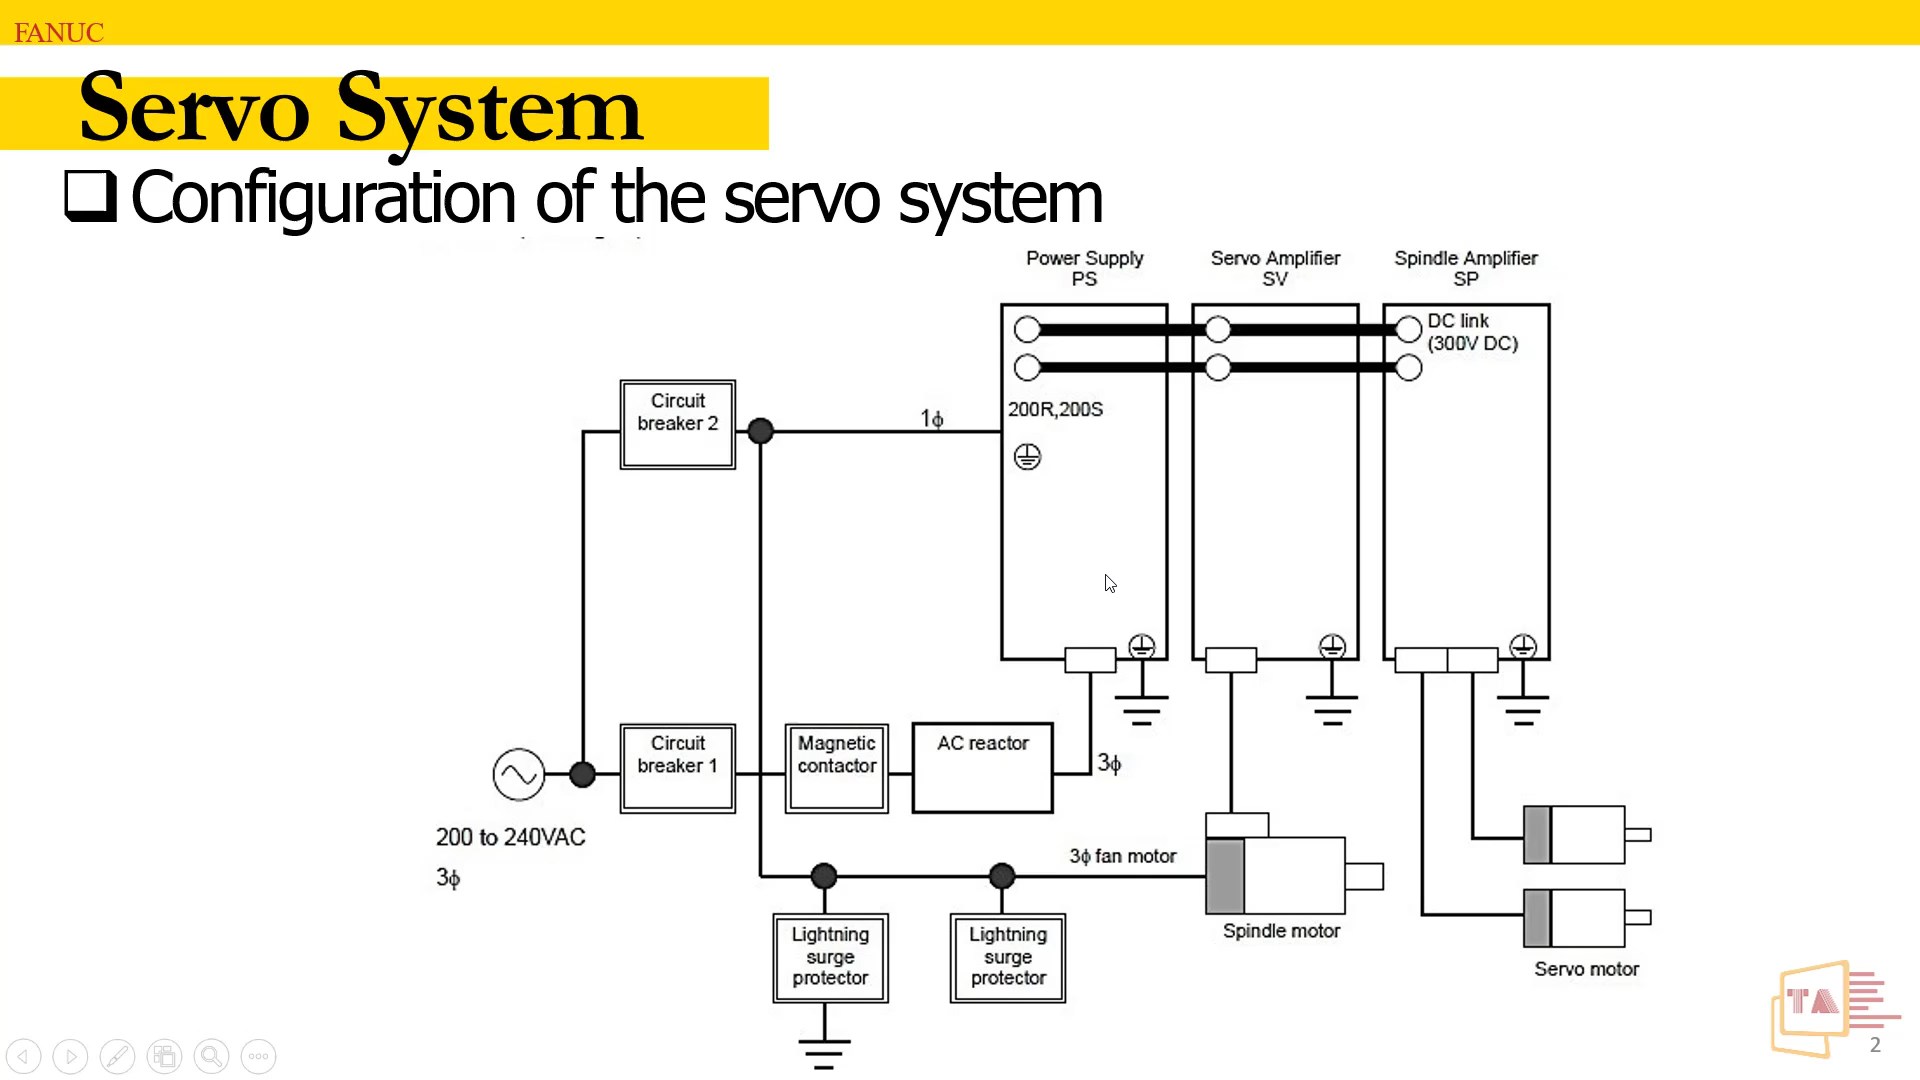 FANUC
Servo System
Configuration of the servo system
Power Supply
PS
Servo Amplifier
SV
Spindle Amplifier
SP
DC link
(300V DC)
Circuit
breaker 2
1ϕ
200R,200S
Circuit
breaker 1
Magnetic
contactor
AC reactor
3ϕ
200 to 240VAC
3ϕ
3ϕ fan motor
Spindle motor
Lightning
surge
protector
Lightning
surge
protector
Servo motor
TA
2